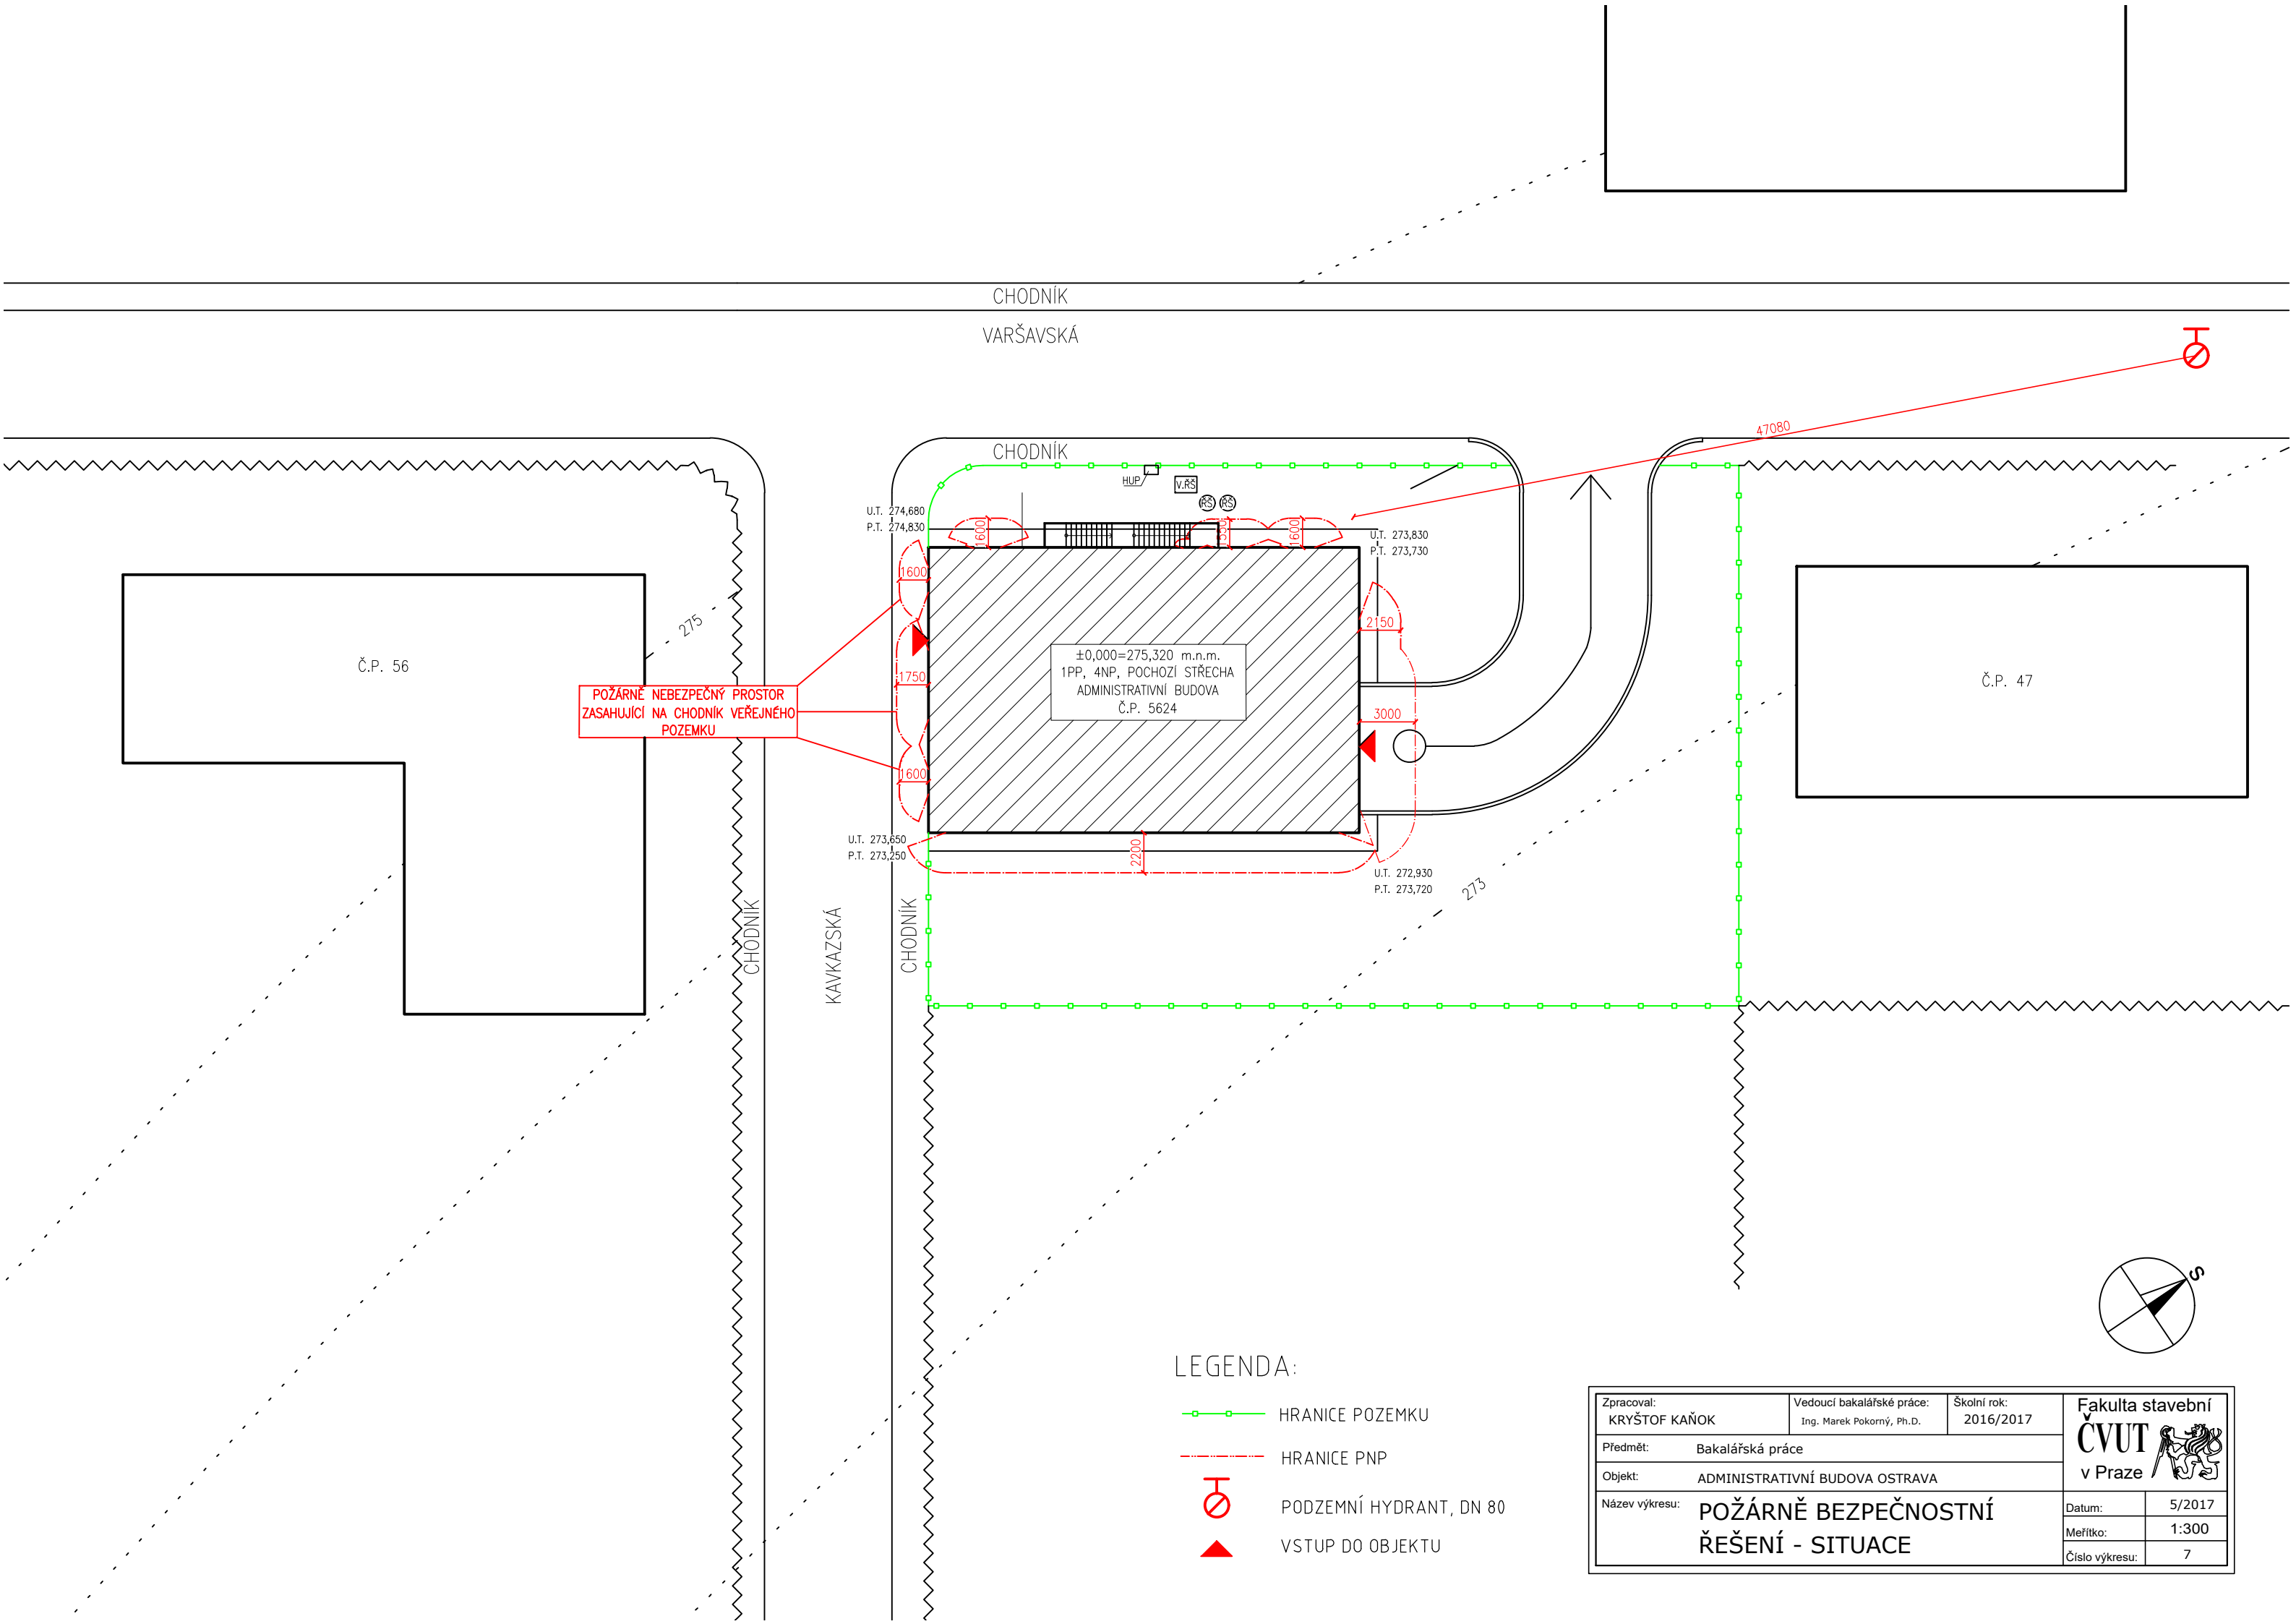 CHODNÍK
VARŠAVSKÁ
47080
CHODNÍK
HUP
V.RŠ
RŠ
RŠ
U.T. 274,680
P.T. 274,830
1600
1550
1600
U.T. 273,830
P.T. 273,730
1600
2150
275
Č.P. 56
±0,000=275,320 m.n.m.
1PP, 4NP, POCHOZÍ STŘECHA
ADMINISTRATIVNÍ BUDOVA
Č.P. 5624
1750
Č.P. 47
POŽÁRNĚ NEBEZPEČNÝ PROSTOR
ZASAHUJÍCÍ NA CHODNÍK VEŘEJNÉHO
POZEMKU
3000
1600
U.T. 273,650
P.T. 273,250
2200
U.T. 272,930
P.T. 273,720
273
CHODNÍK
KAVKAZSKÁ
CHODNÍK
S
LEGENDA:
HRANICE POZEMKU
HRANICE PNP
PODZEMNÍ HYDRANT, DN 80
VSTUP DO OBJEKTU
Zpracoval:
KRYŠTOF KAŇOK
Vedoucí bakalářské práce:
Ing. Marek Pokorný, Ph.D.
Školní rok:
2016/2017
Fakulta stavební
ČVUT
v Praze
Předmět:
Bakalářská práce
Objekt:
ADMINISTRATIVNÍ BUDOVA OSTRAVA
Název výkresu:
POŽÁRNĚ BEZPEČNOSTNÍ
ŘEŠENÍ - SITUACE
Datum:
5/2017
Meřítko:
1:300
Číslo výkresu:
7